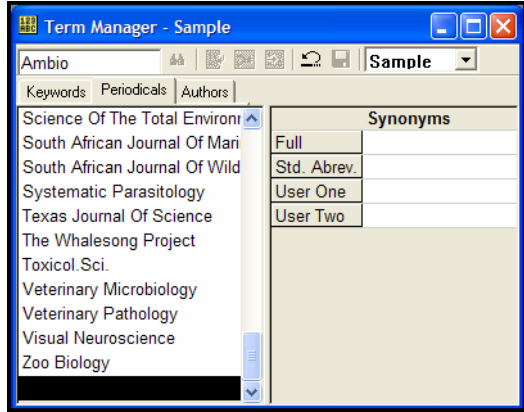 Term Manager - Sample
Ambio
Sample
Keywords Periodicals Authors
Science Of The Total Environ
South African Journal Of Mari
South African Journal Of Wild
Systematic Parasitology
Texas Journal Of Science
The Whalesong Project
Toxicol.Sci.
Veterinary Microbiology
Veterinary Pathology
Visual Neuroscience
Zoo Biology
Synonyms
Full
Std. Abrev.
User One
User Two